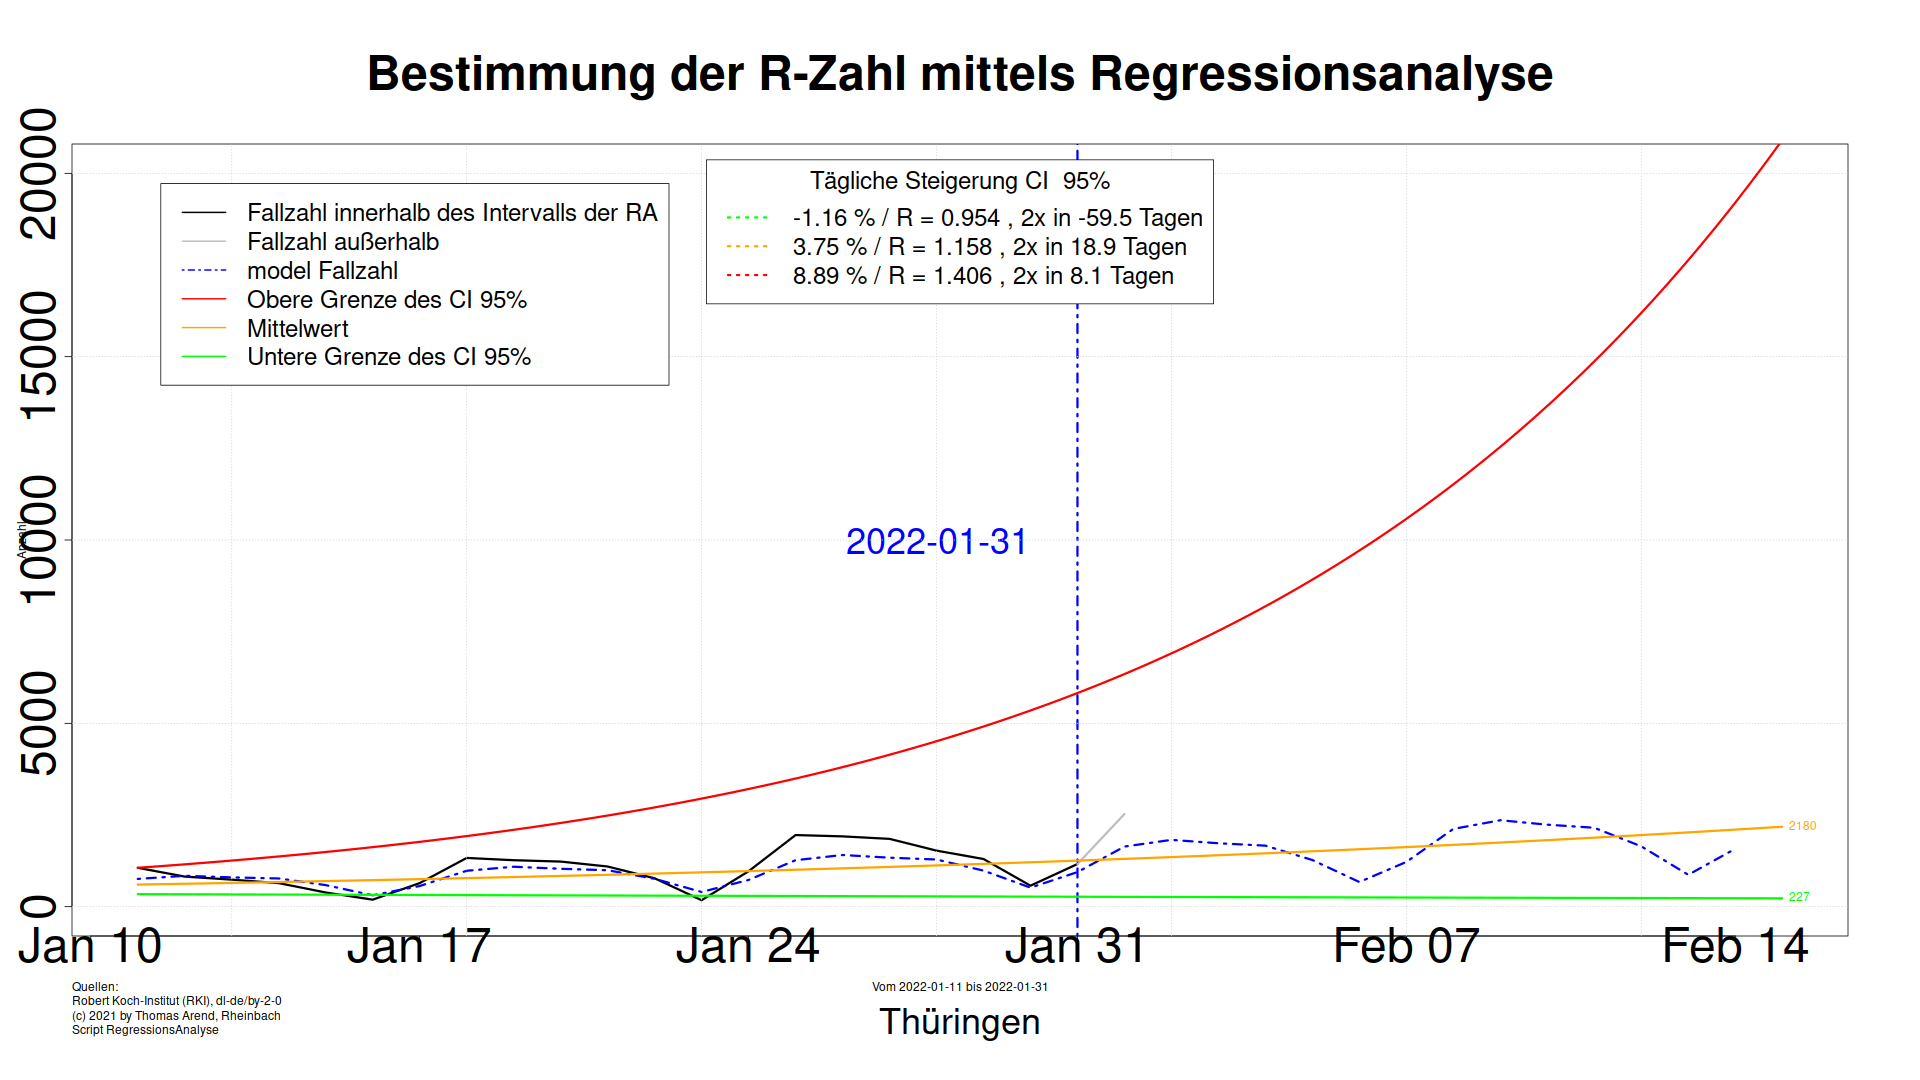 Bestimmung der R-Zahl mittels Regressionsanalyse
20000
15000
10000
5000
0
Anzahl
Fallzahl innerhalb des Intervalls der RA
Fallzahl außerhalb
model Fallzahl
Obere Grenze des CI 95%
Mittelwert
Untere Grenze des CI 95%
Tägliche Steigerung CI  95%
-1.16 % / R = 0.954 , 2x in -59.5 Tagen
3.75 % / R = 1.158 , 2x in 18.9 Tagen
8.89 % / R = 1.406 , 2x in 8.1 Tagen
2022-01-31
2180
227
Jan 10 Jan 17 Jan 24 Jan 31 Feb 07 Feb 14
Quellen:
Robert Koch-Institut (RKI), dl-de/by-2-0
(c) 2021 by Thomas Arend, Rheinbach
Script RegressionsAnalyse
Vom 2022-01-11 bis 2022-01-31
Thüringen